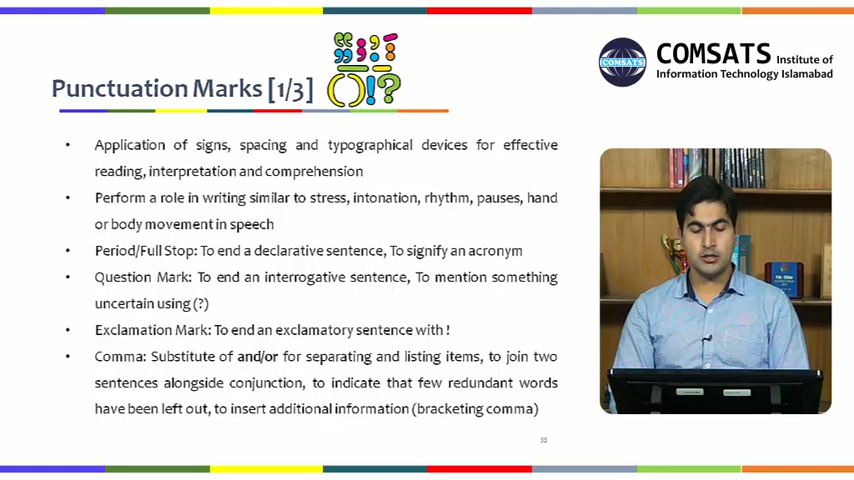 Punctuation Marks [1/3]
COMSATS Institute of
Information Technology Islamabad
COMSATS
• Application of signs, spacing and typographical devices for effective
reading, interpretation and comprehension
• Perform a role in writing similar to stress, intonation, rhythm, pauses, hand
or body movement in speech
• Period/Full Stop: To end a declarative sentence, To signify an acronym
• Question Mark: To end an interrogative sentence, To mention something
uncertain using (?)
• Exclamation Mark: To end an exclamatory sentence with !
• Comma: Substitute of and/or for separating and listing items, to join two
sentences alongside conjunction, to indicate that few redundant words
have been left out, to insert additional information (bracketing comma)
33